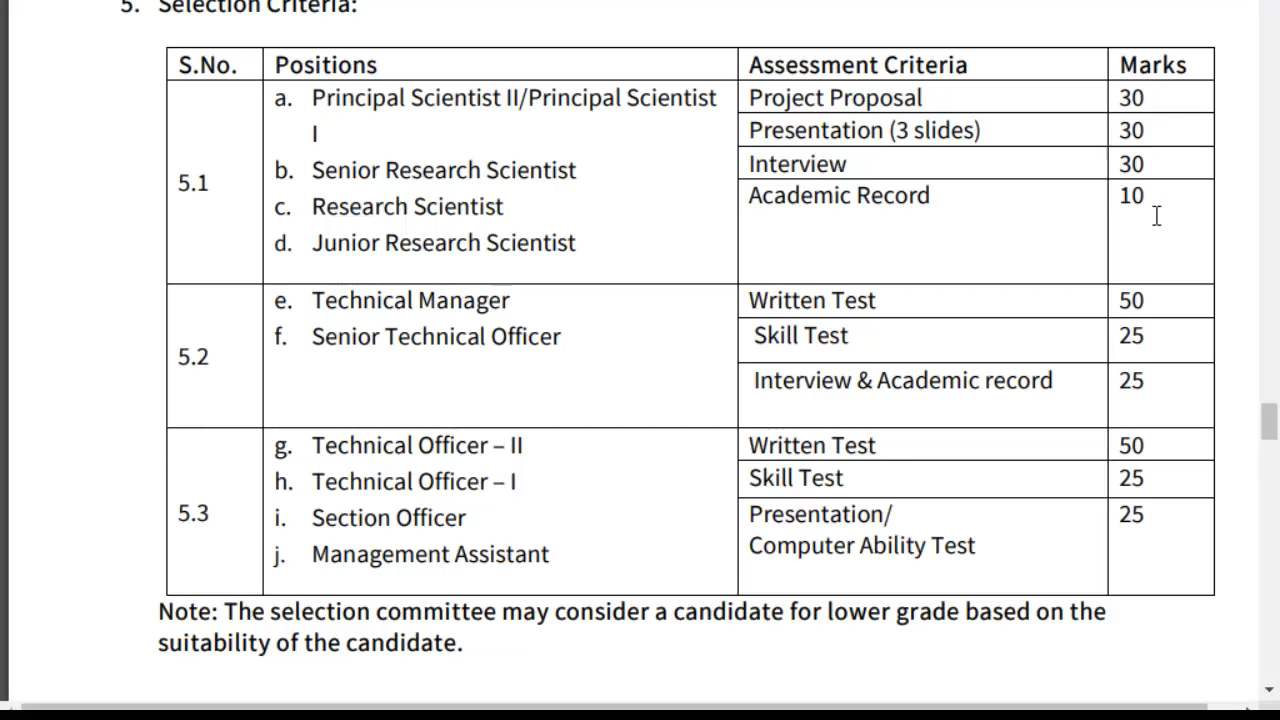 5. Selection Criteria:
S.No. Positions Assessment Criteria Marks
5.1
a. Principal Scientist II/Principal Scientist
I
b. Senior Research Scientist
c. Research Scientist
d. Junior Research Scientist
Project Proposal 30
Presentation (3 slides) 30
Interview 30
Academic Record 10
5.2
e. Technical Manager
f. Senior Technical Officer
Written Test 50
Skill Test 25
Interview & Academic record 25
5.3
g. Technical Officer – II
h. Technical Officer – I
i. Section Officer
j. Management Assistant
Written Test 50
Skill Test 25
Presentation/ 25
Computer Ability Test
Note: The selection committee may consider a candidate for lower grade based on the
suitability of the candidate.